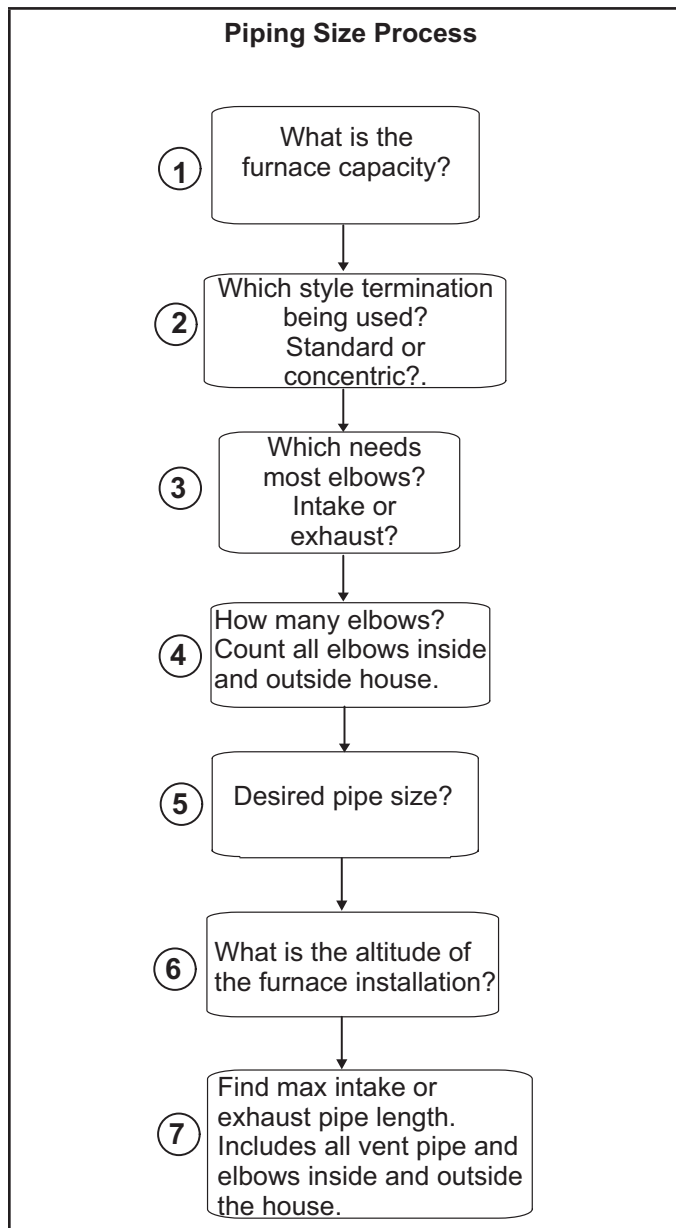 Piping Size Process
1
What is the
furnace capacity?
2
Which style termination
being used?
Standard or
concentric?.
3
Which needs
most elbows?
Intake or
exhaust?
4
How many elbows?
Count all elbows inside
and outside house.
5
Desired pipe size?
6
What is the altitude of
the furnace installation?
7
Find max intake or
exhaust pipe length.
Includes all vent pipe and
elbows inside and outside
the house.